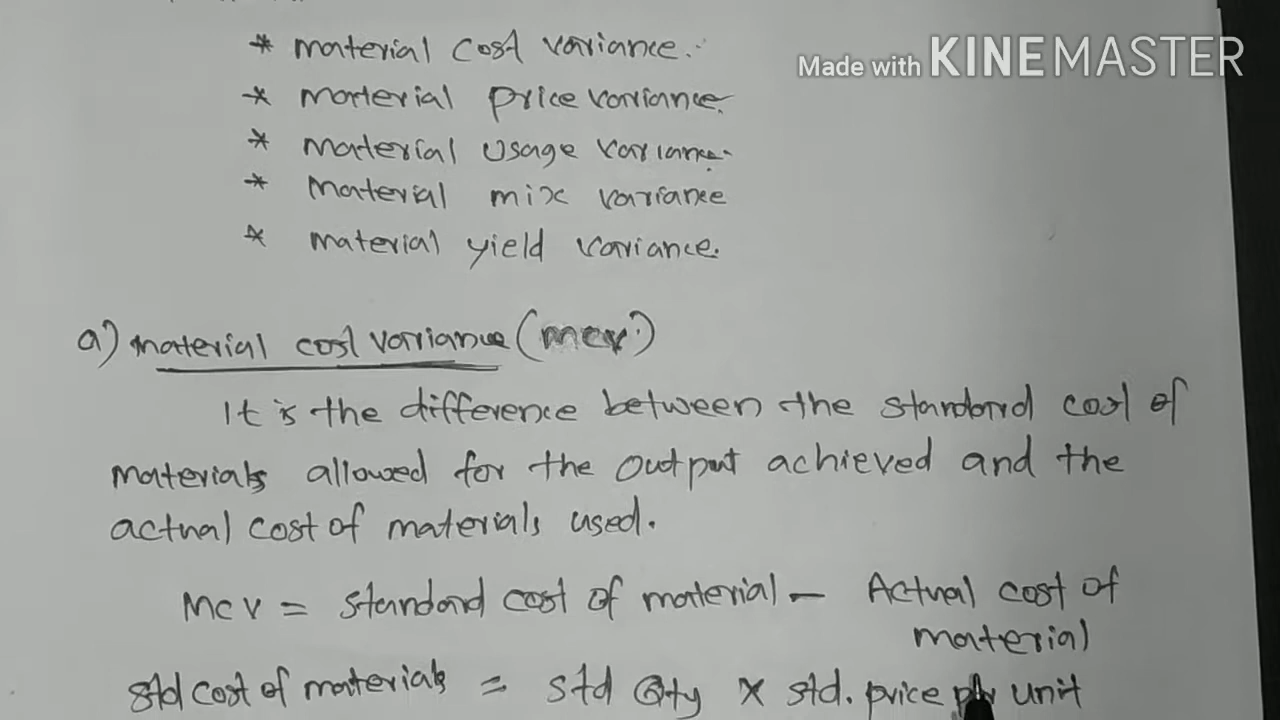 * material cost variance.
Made with KINEMASTER
* material price variance.
* material usage variance.
* material mix variance
* material yield variance.
a) material cost variance (mcv)
It is the difference between the standard cost of
materials allowed for the output achieved and the
actual cost of materials used.
MCV = standard cost of material - Actual cost of
material
std cost of materials = std Qty x std. price per unit